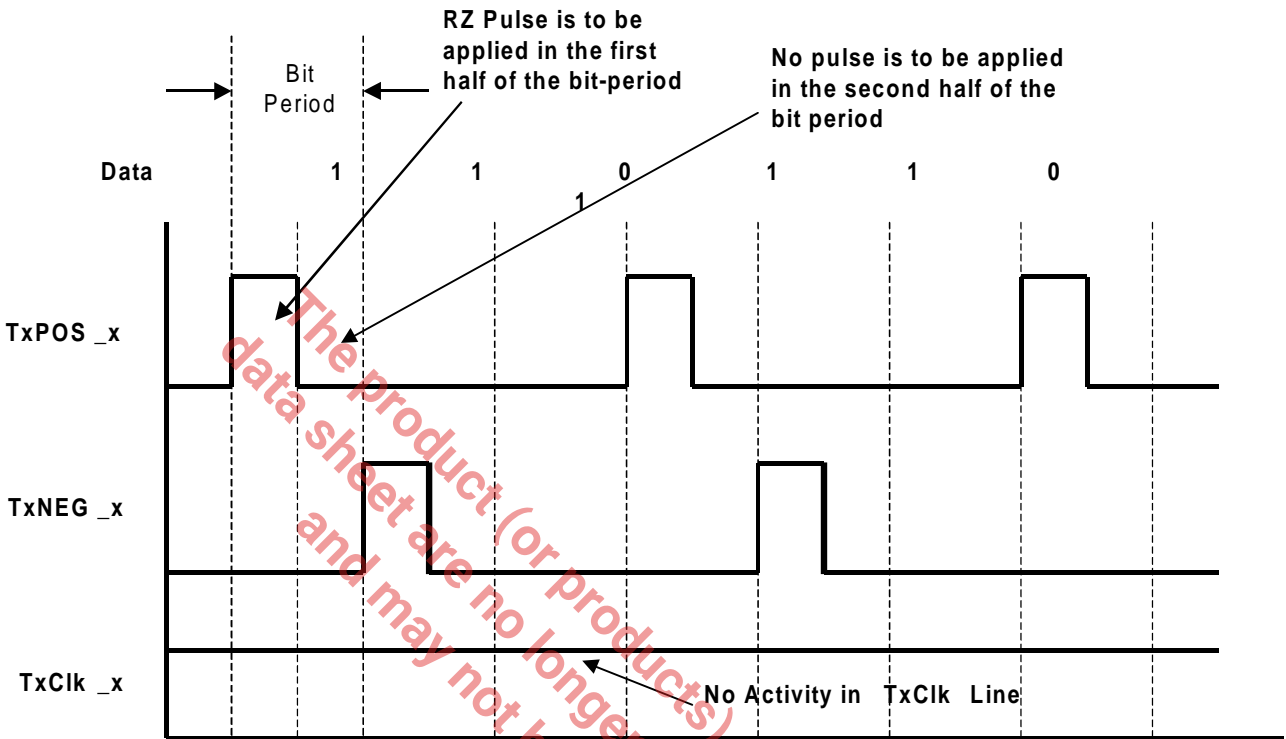 RZ Pulse is to be
applied in the first
half of the bit-period
No pulse is to be applied
in the second half of the
bit period
Bit
Period
Data 1 1 0 1 1 0
1
TxPOS _x
TxNEG _x
TxClk _x
No Activity in TxClk Line
The product (or products)
data sheet are no longer
and may not